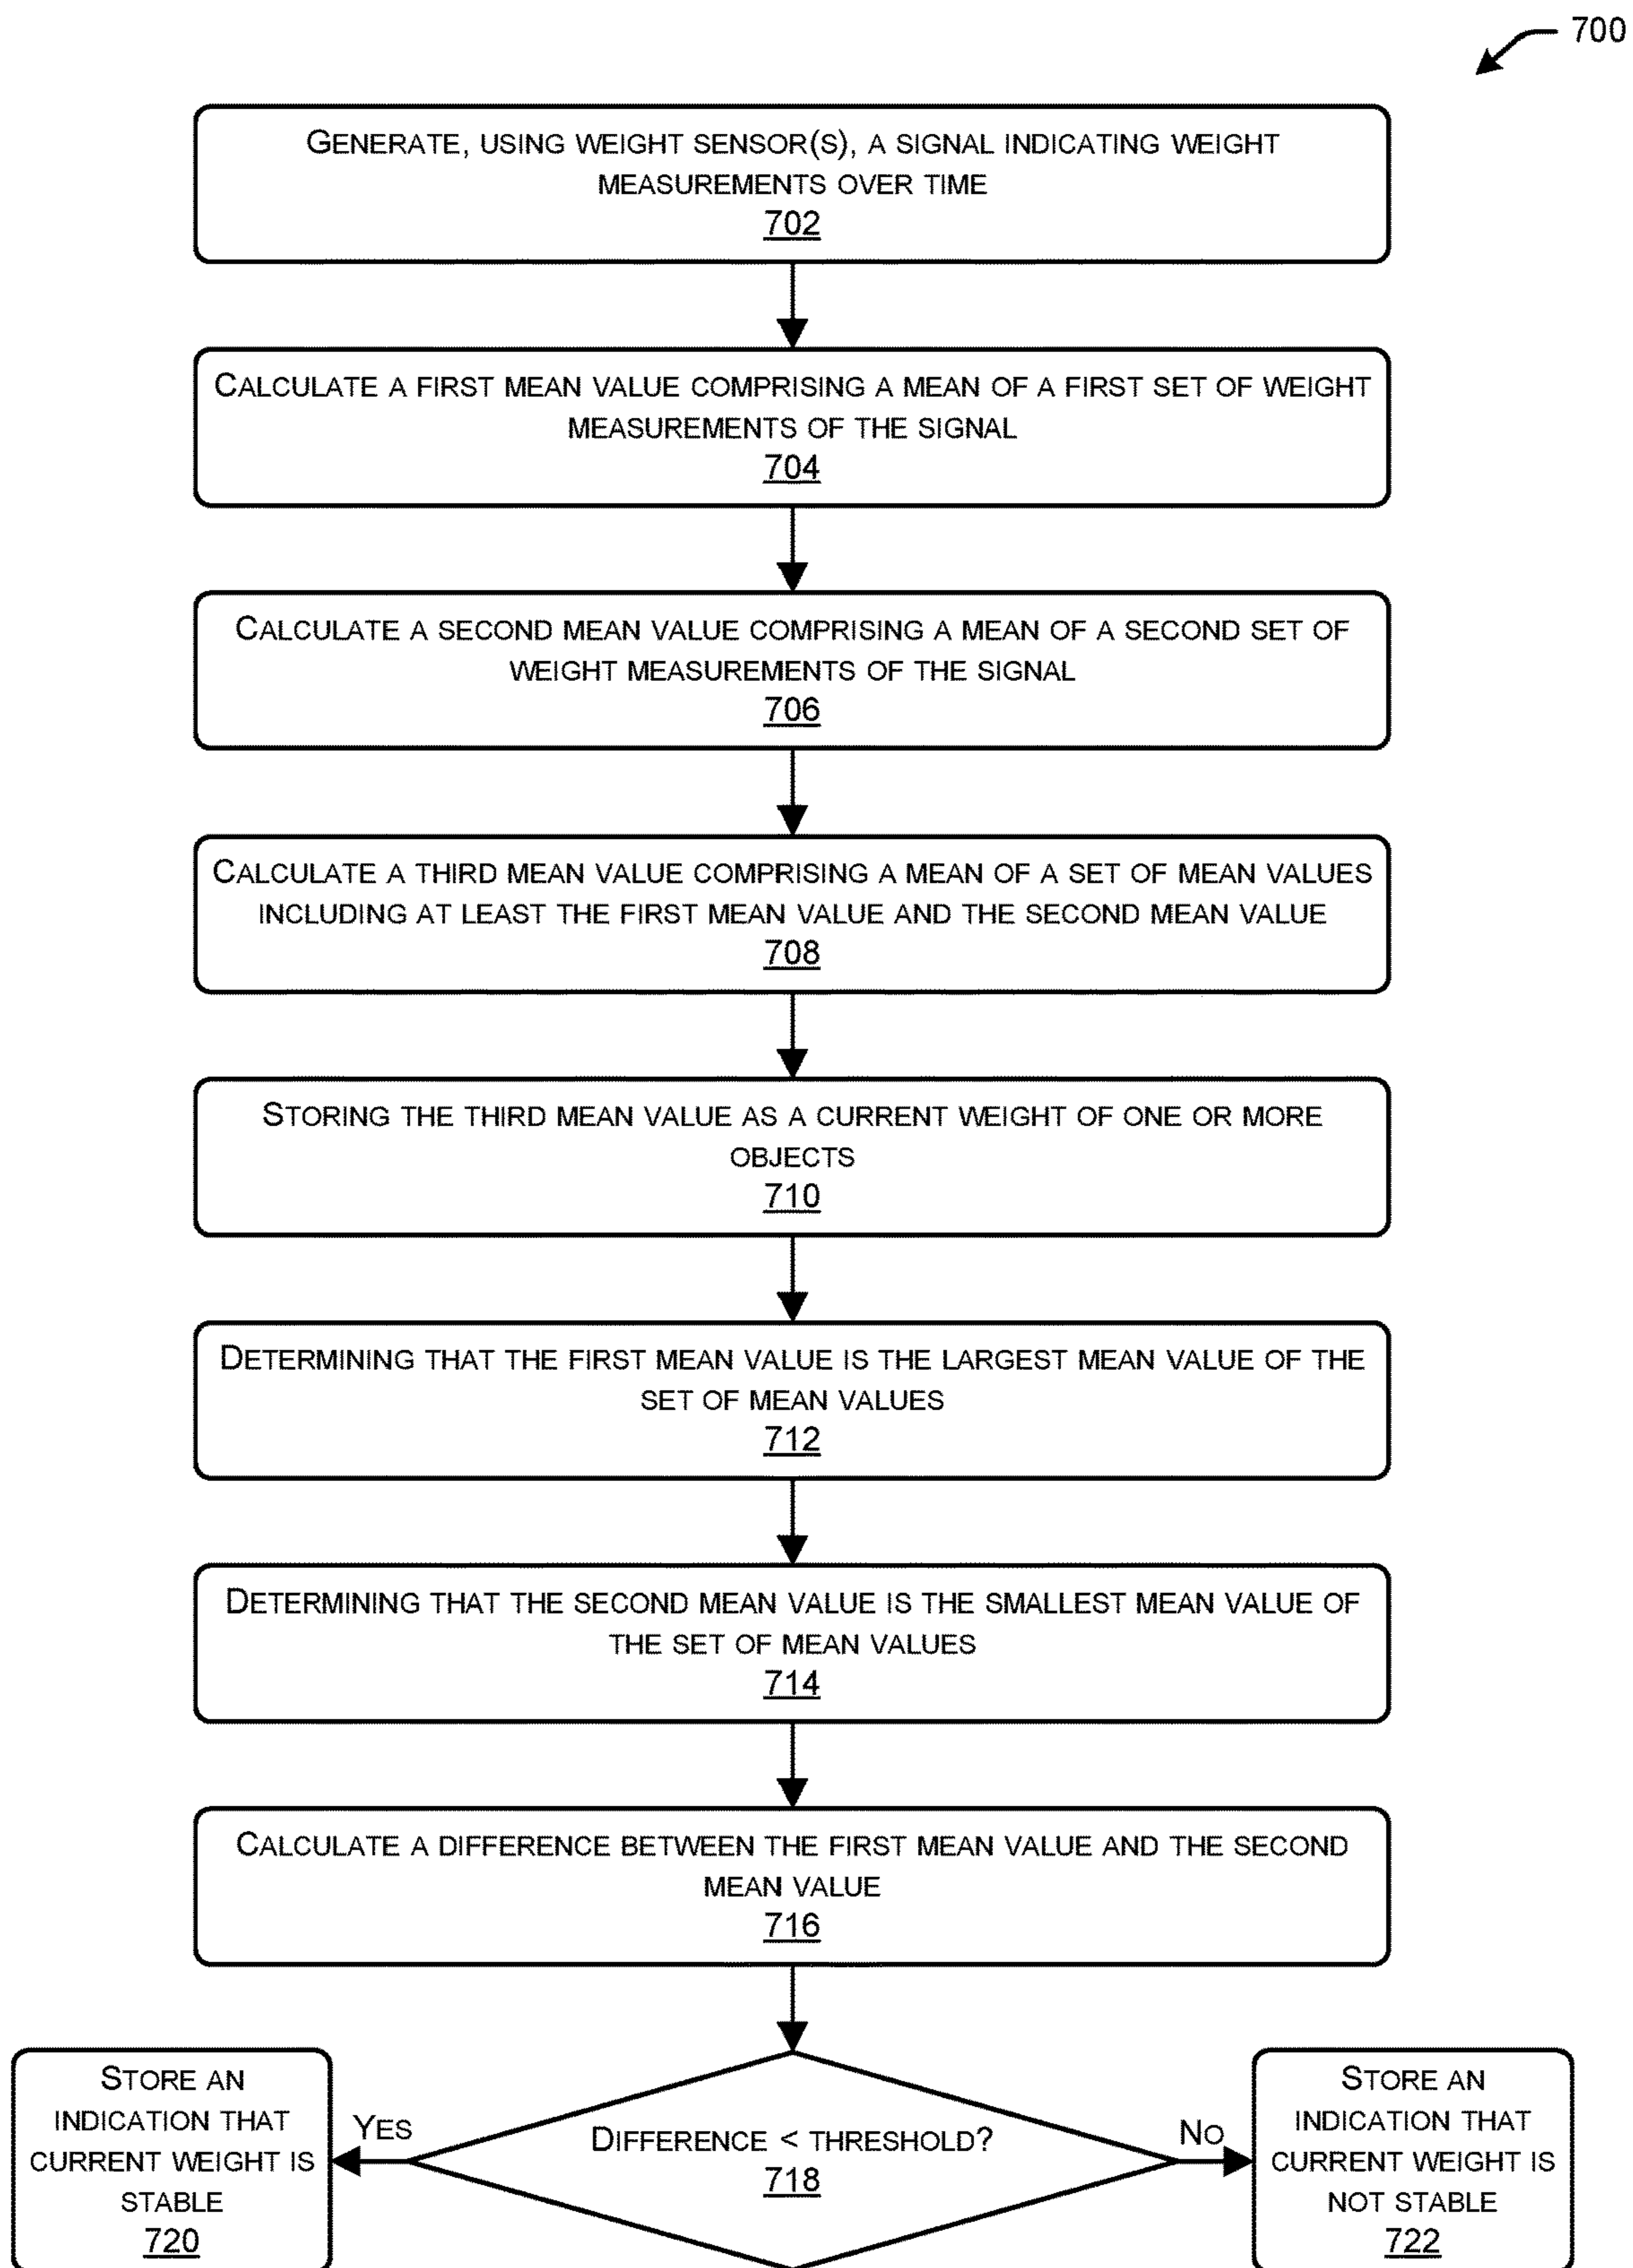 700
GENERATE, USING WEIGHT SENSOR(S), A SIGNAL INDICATING WEIGHT
MEASUREMENTS OVER TIME
702
CALCULATE A FIRST MEAN VALUE COMPRISING A MEAN OF A FIRST SET OF WEIGHT
MEASUREMENTS OF THE SIGNAL
704
CALCULATE A SECOND MEAN VALUE COMPRISING A MEAN OF A SECOND SET OF
WEIGHT MEASUREMENTS OF THE SIGNAL
706
CALCULATE A THIRD MEAN VALUE COMPRISING A MEAN OF A SET OF MEAN VALUES
INCLUDING AT LEAST THE FIRST MEAN VALUE AND THE SECOND MEAN VALUE
708
STORING THE THIRD MEAN VALUE AS A CURRENT WEIGHT OF ONE OR MORE
OBJECTS
710
DETERMINING THAT THE FIRST MEAN VALUE IS THE LARGEST MEAN VALUE OF THE
SET OF MEAN VALUES
712
DETERMINING THAT THE SECOND MEAN VALUE IS THE SMALLEST MEAN VALUE OF
THE SET OF MEAN VALUES
714
CALCULATE A DIFFERENCE BETWEEN THE FIRST MEAN VALUE AND THE SECOND
MEAN VALUE
716
DIFFERENCE < THRESHOLD?
718
YES
STORE AN
INDICATION THAT
CURRENT WEIGHT IS
STABLE
720
NO
STORE AN
INDICATION THAT
CURRENT WEIGHT IS
NOT STABLE
722